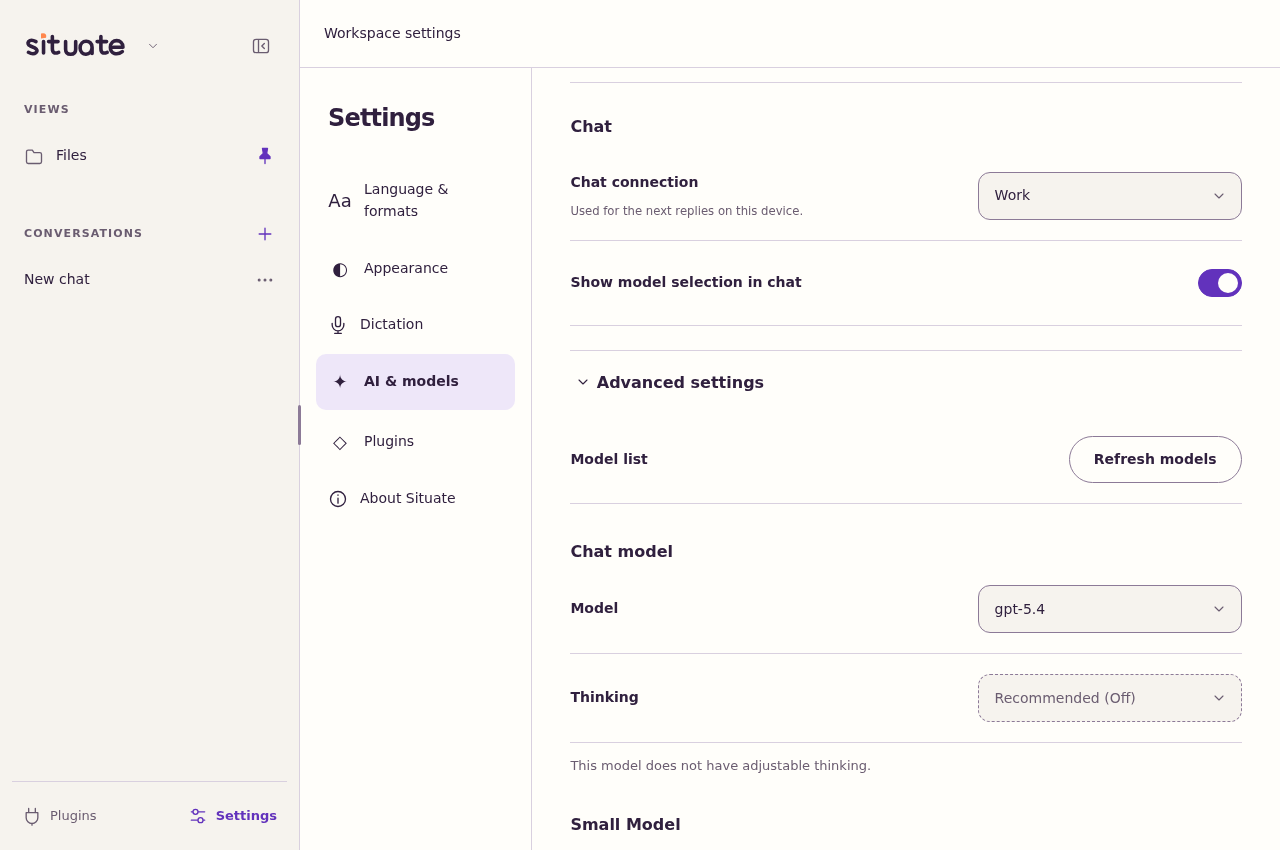 situate
Workspace settings
VIEWS
Files
CONVERSATIONS
New chat
Plugins
Settings
Settings
Aa Language &
formats
Appearance
Dictation
AI & models
Plugins
About Situate
Chat
Chat connection
Used for the next replies on this device.
Work
Show model selection in chat
Advanced settings
Model list
Refresh models
Chat model
Model
gpt-5.4
Thinking
Recommended (Off)
This model does not have adjustable thinking.
Small Model